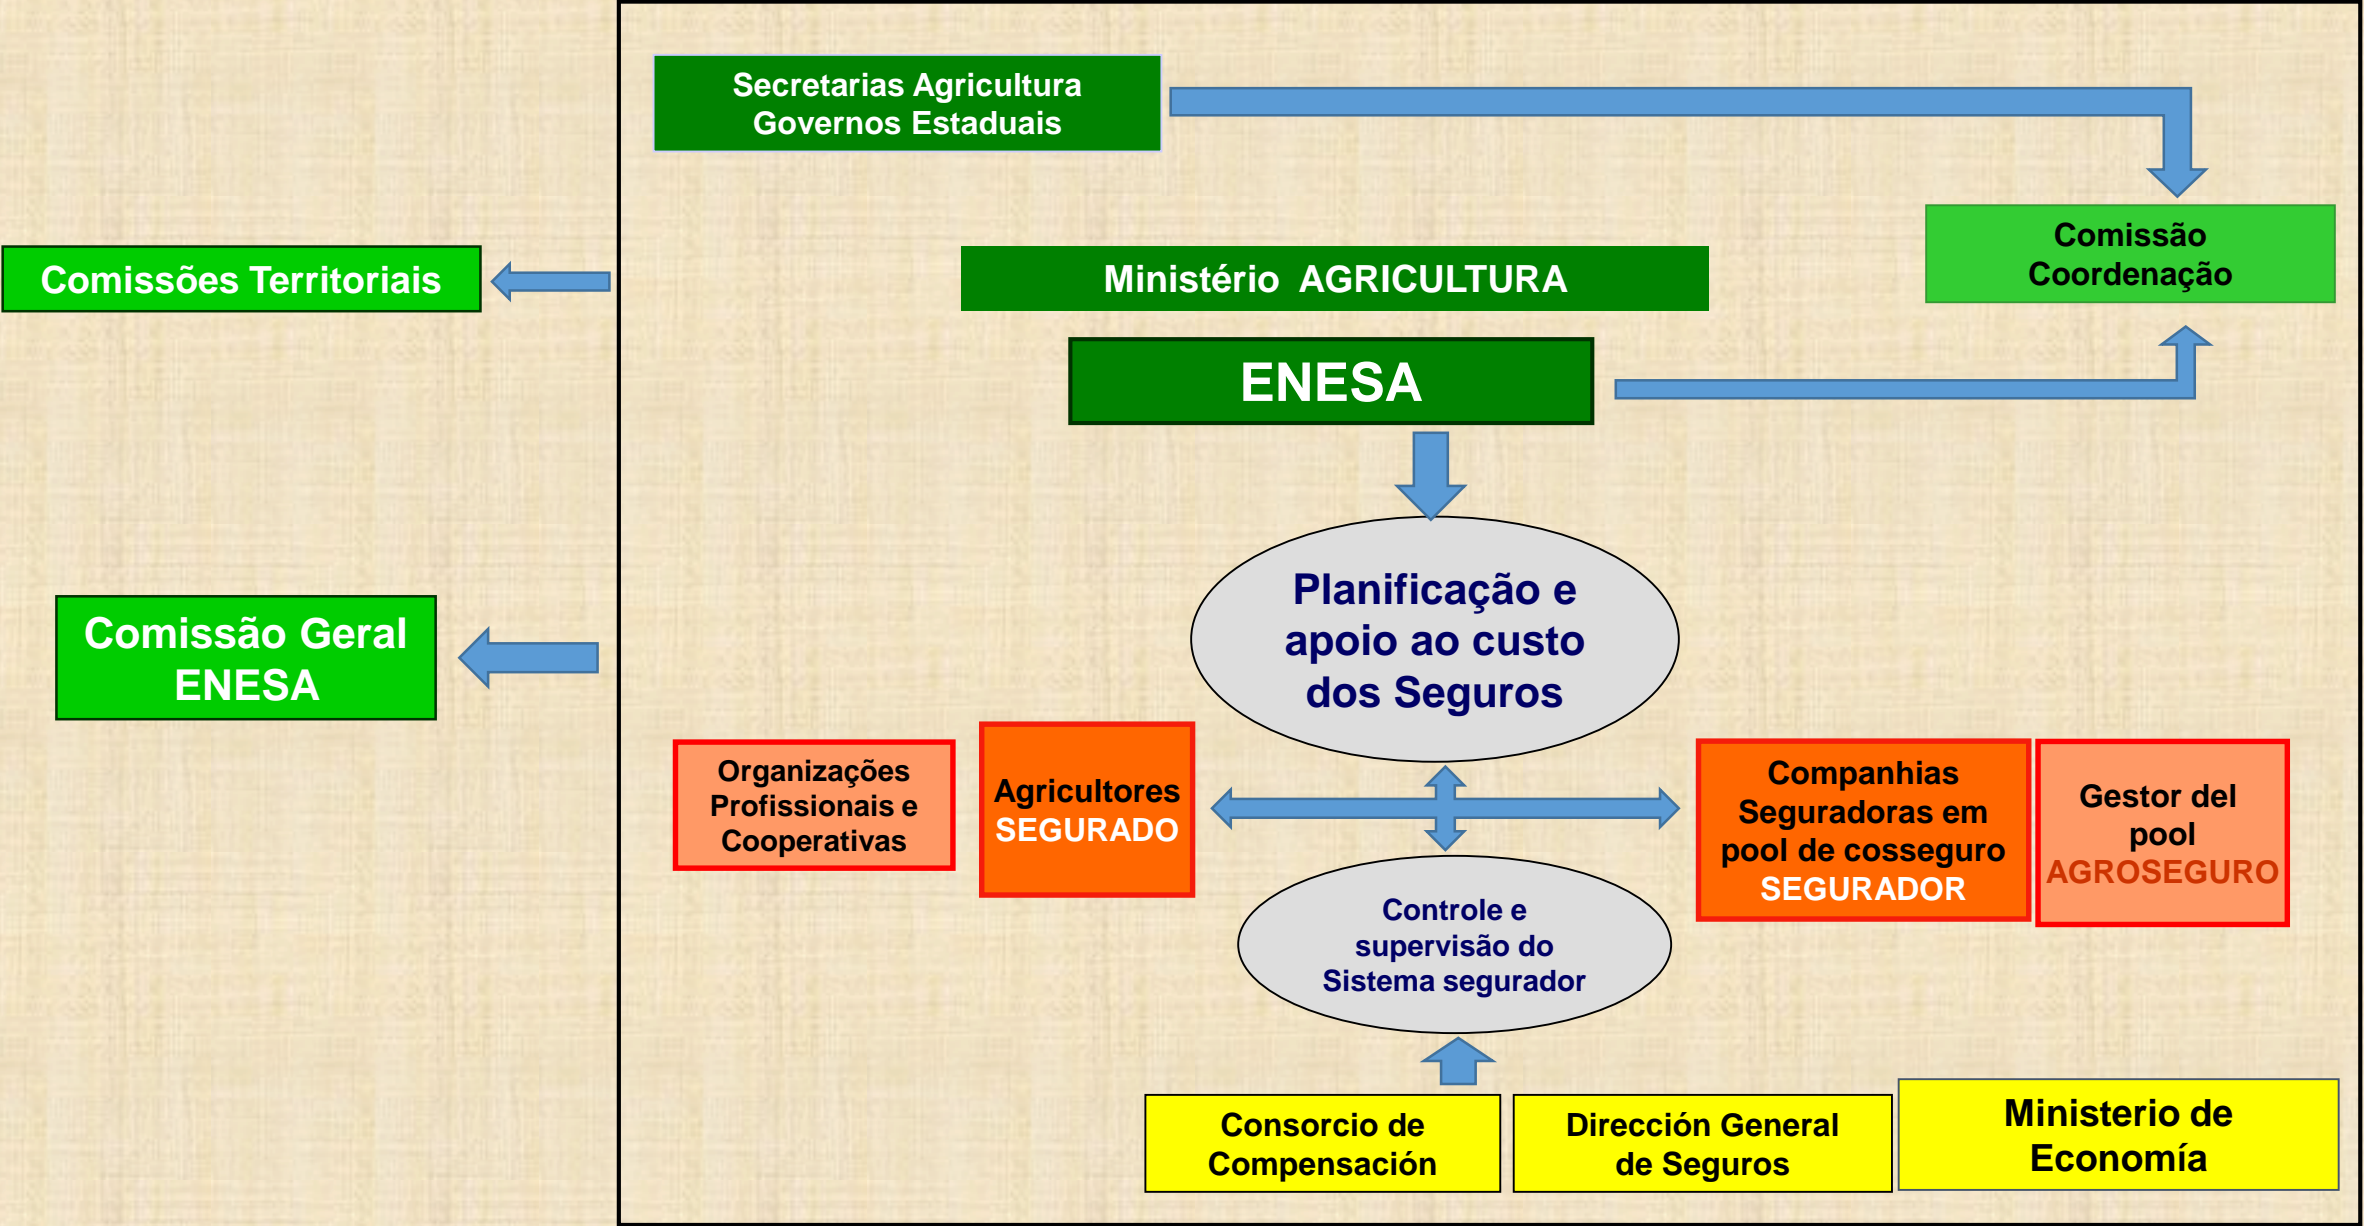 Secretarias Agricultura
Governos Estaduais
Comissão
Coordenação
Comissões Territoriais
Ministério AGRICULTURA
ENESA
Planificação e
apoio ao custo
dos Seguros
Comissão Geral
ENESA
Organizações
Profissionais e
Cooperativas
Agricultores
SEGURADO
Companhias
Seguradoras em
pool de cosseguro
SEGURADOR
Gestor del
pool
AGROSEGURO
Controle e
supervisão do
Sistema segurador
Consorcio de
Compensación
Dirección General
de Seguros
Ministerio de
Economía